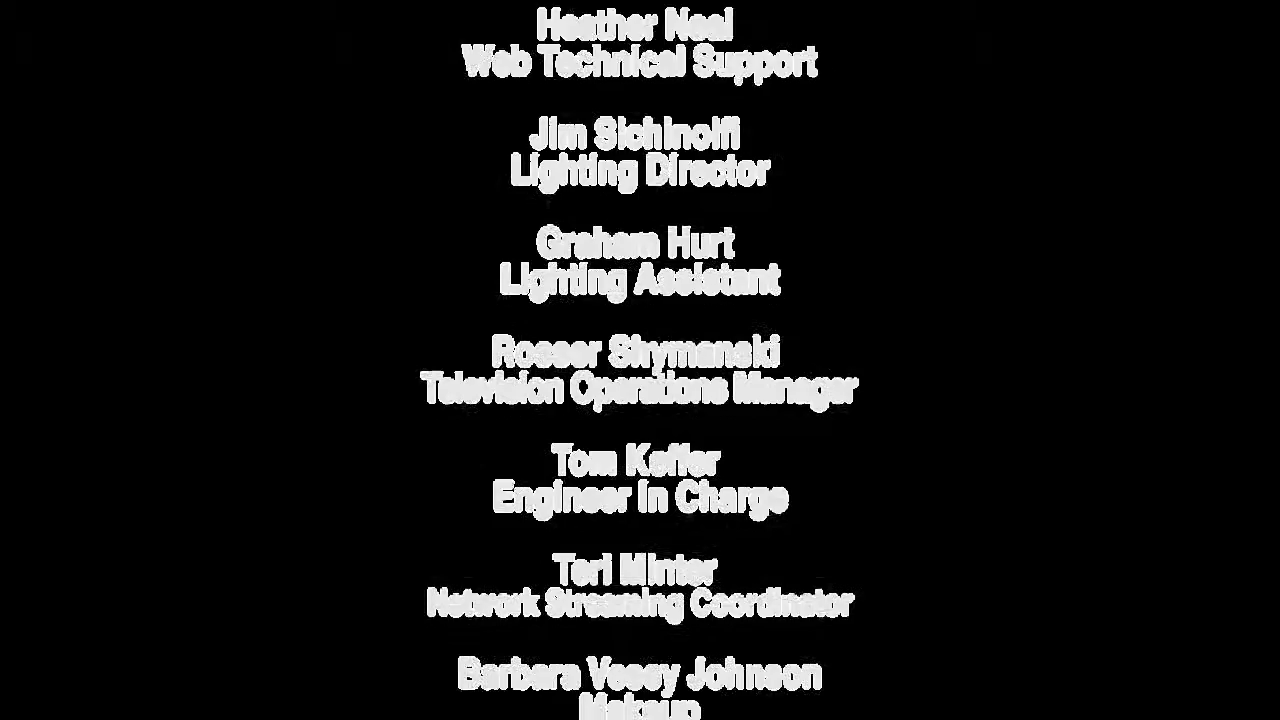 Heather Neal
Web Technical Support
Jim Sichinolfi
Lighting Director
Graham Hurt
Lighting Assistant
Rosser Shymanski
Television Operations Manager
Tom Keffer
Engineer In Charge
Teri Minter
Network Streaming Coordinator
Barbara Vesey Johnson
Makeup